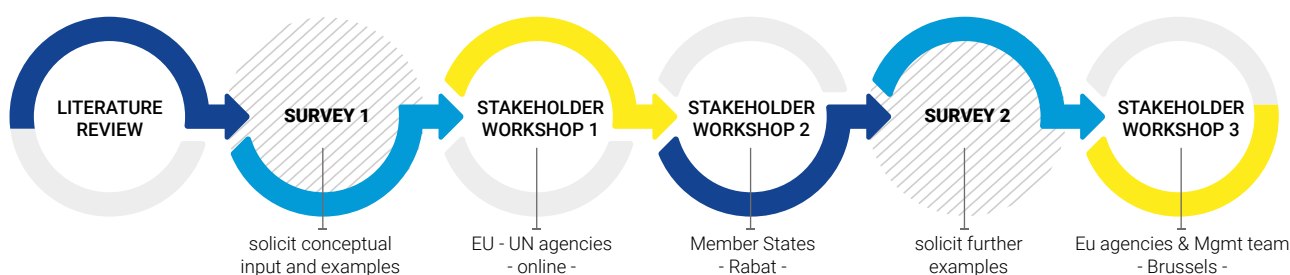 LITERATURE
REVIEW
SURVEY 1
STAKEHOLDER
WORKSHOP 1
STAKEHOLDER
WORKSHOP 2
SURVEY 2
STAKEHOLDER
WORKSHOP 3
solicit conceptual
input and examples
EU - UN agencies
- online -
Member States
- Rabat -
solicit further
examples
Eu agencies & Mgmt team
- Brussels -